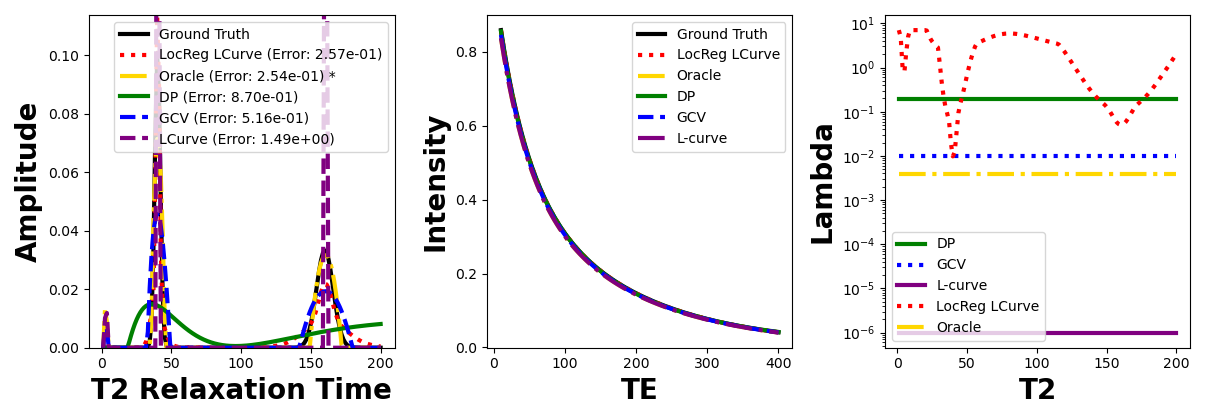 Amplitude
0.10
0.08
0.06
0.04
0.02
0.00
0
50
100
150
200
T2 Relaxation Time
Ground Truth
LocReg LCurve (Error: 2.57e-01)
Oracle (Error: 2.54e-01) *
DP (Error: 8.70e-01)
GCV (Error: 5.16e-01)
LCurve (Error: 1.49e+00)
Intensity
0.8
0.6
0.4
0.2
0.0
0
100
200
300
400
TE
Ground Truth
LocReg LCurve
Oracle
DP
GCV
L-curve
Lambda
10¹
10⁰
10⁻¹
10⁻²
10⁻³
10⁻⁴
10⁻⁵
10⁻⁶
0
50
100
150
200
T2
DP
GCV
L-curve
LocReg LCurve
Oracle